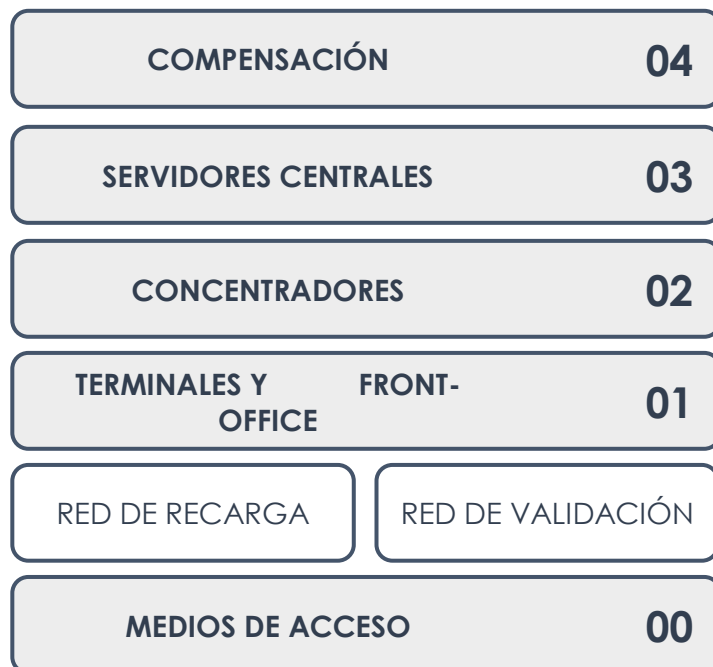 COMPENSACIÓN 04
SERVIDORES CENTRALES 03
CONCENTRADORES 02
TERMINALES Y FRONT-
OFFICE 01
RED DE RECARGA
RED DE VALIDACIÓN
MEDIOS DE ACCESO 00